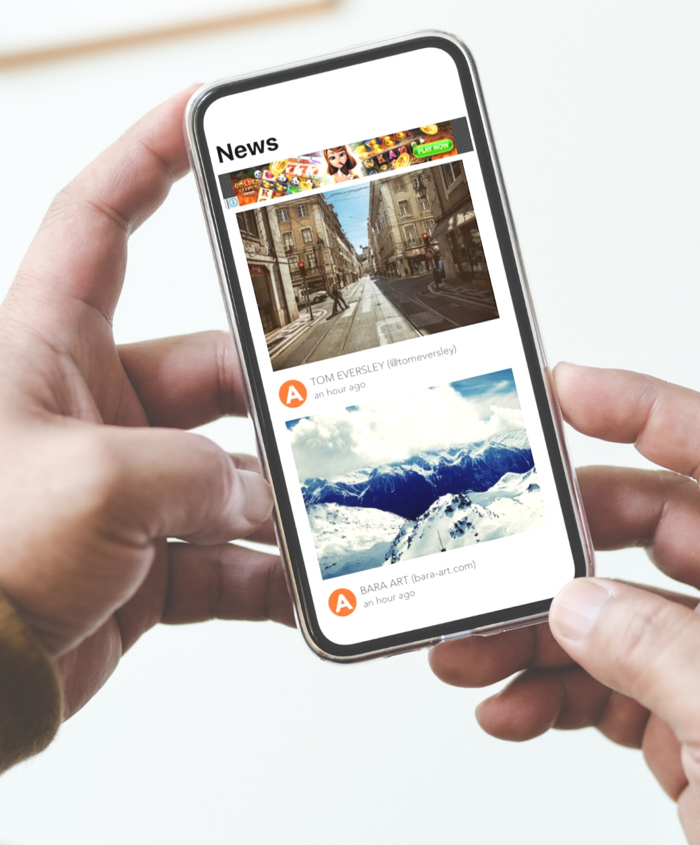 News
PLAY NOW
TOM EVERSLEY (@tomeversley)
an hour ago
BARA ART (bara-art.com)
an hour ago